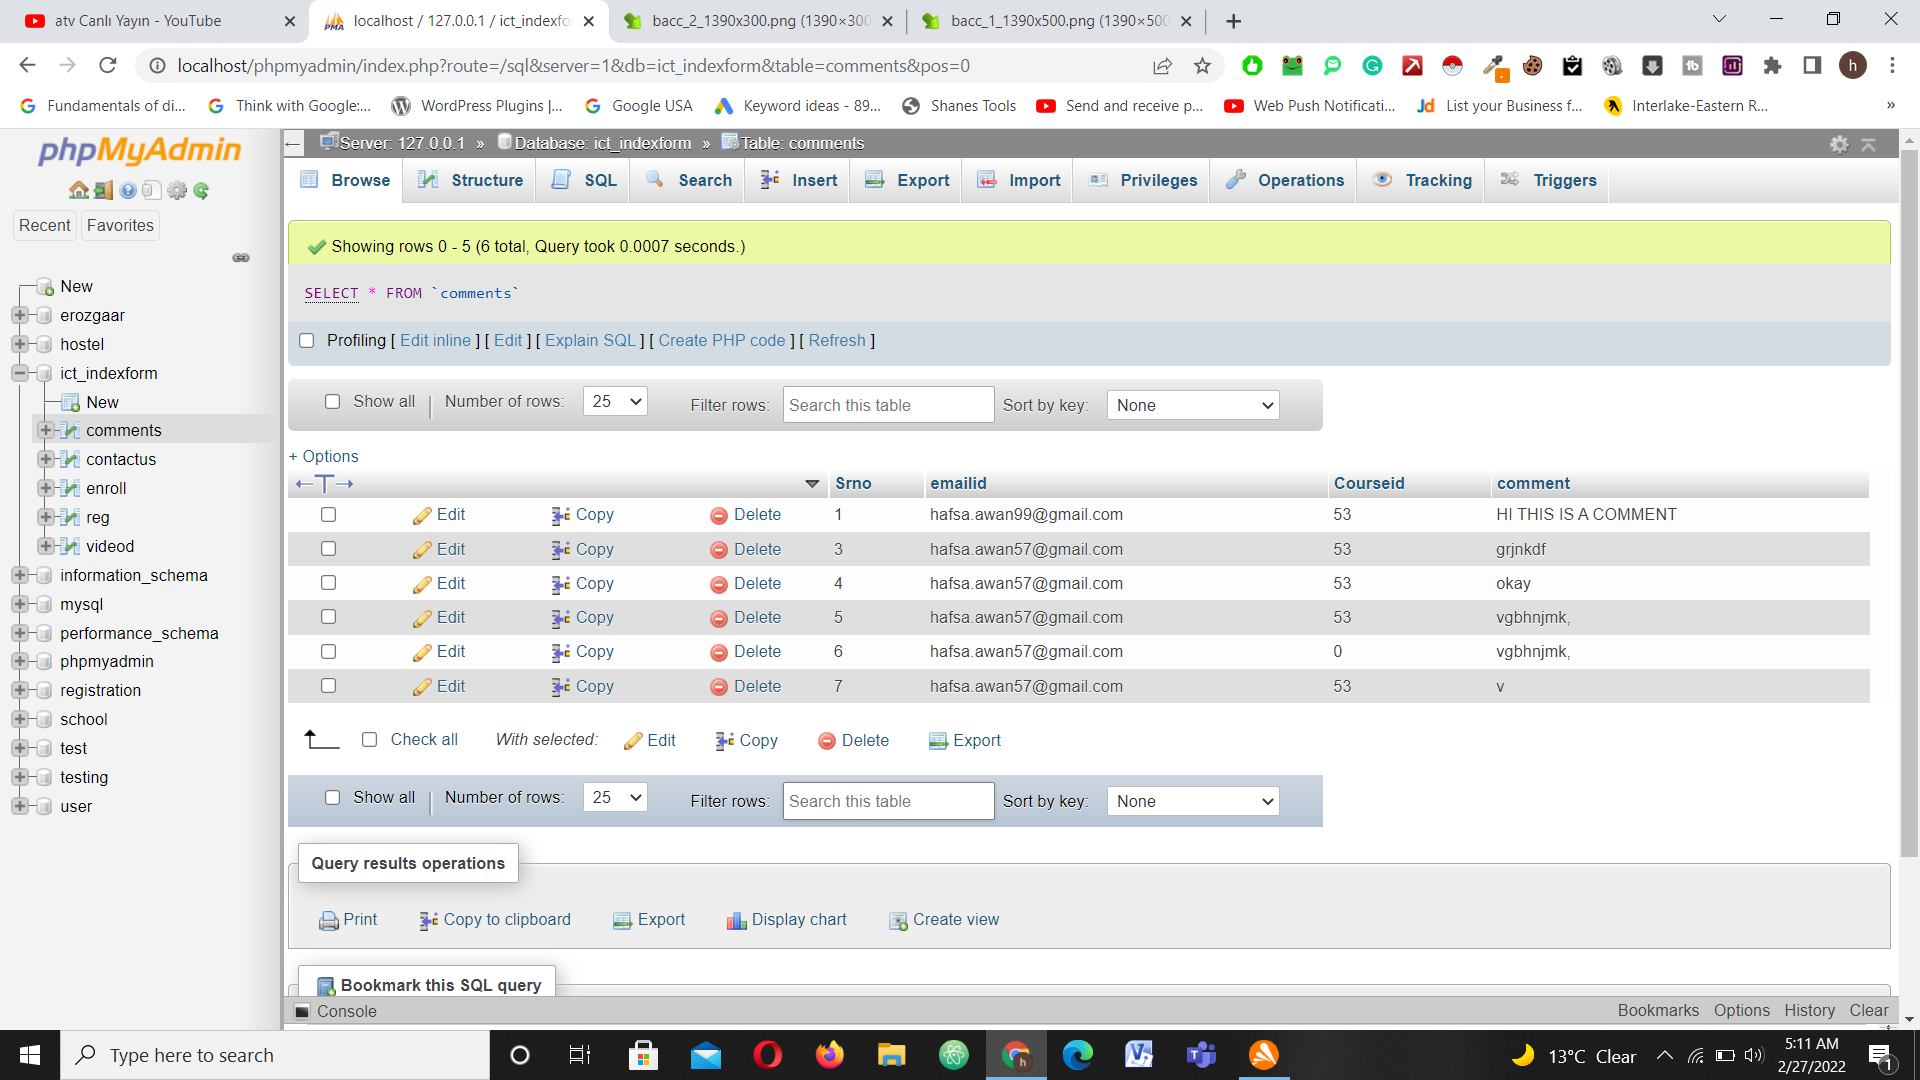 atv Canlı Yayın - YouTube
localhost / 127.0.0.1 / ict_indexfo
bacc_2_1390x300.png (1390×300
bacc_1_1390x500.png (1390×500
localhost/phpmyadmin/index.php?route=/sql&server=1&db=ict_indexform&table=comments&pos=0
h
Fundamentals of di...
Think with Google:...
WordPress Plugins |...
Google USA
Keyword ideas - 89...
Shanes Tools
Send and receive p...
Web Push Notificati...
List your Business f...
Interlake-Eastern R...
»
phpMyAdmin
Recent
Favorites
New
erozgaar
hostel
ict_indexform
New
comments
contactus
enroll
reg
videod
information_schema
mysql
performance_schema
phpmyadmin
registration
school
test
testing
user
Server: 127.0.0.1 » Database: ict_indexform » Table: comments
Browse
Structure
SQL
Search
Insert
Export
Import
Privileges
Operations
Tracking
Triggers
Showing rows 0 - 5 (6 total, Query took 0.0007 seconds.)
SELECT * FROM `comments`
Profiling [ Edit inline ] [ Edit ] [ Explain SQL ] [ Create PHP code ] [ Refresh ]
Show all | Number of rows: 25 Filter rows: Search this table Sort by key: None
+ Options
←T→ Srno emailid Courseid comment
Edit Copy Delete 1 hafsa.awan99@gmail.com 53 HI THIS IS A COMMENT
Edit Copy Delete 3 hafsa.awan57@gmail.com 53 grjnkdf
Edit Copy Delete 4 hafsa.awan57@gmail.com 53 okay
Edit Copy Delete 5 hafsa.awan57@gmail.com 53 vgbhnjmk,
Edit Copy Delete 6 hafsa.awan57@gmail.com 0 vgbhnjmk,
Edit Copy Delete 7 hafsa.awan57@gmail.com 53 v
Check all With selected: Edit Copy Delete Export
Show all | Number of rows: 25 Filter rows: Search this table Sort by key: None
Query results operations
Print Copy to clipboard Export Display chart Create view
Bookmark this SQL query
Console
Bookmarks Options History Clear
Type here to search
13°C Clear
5:11 AM
2/27/2022
1